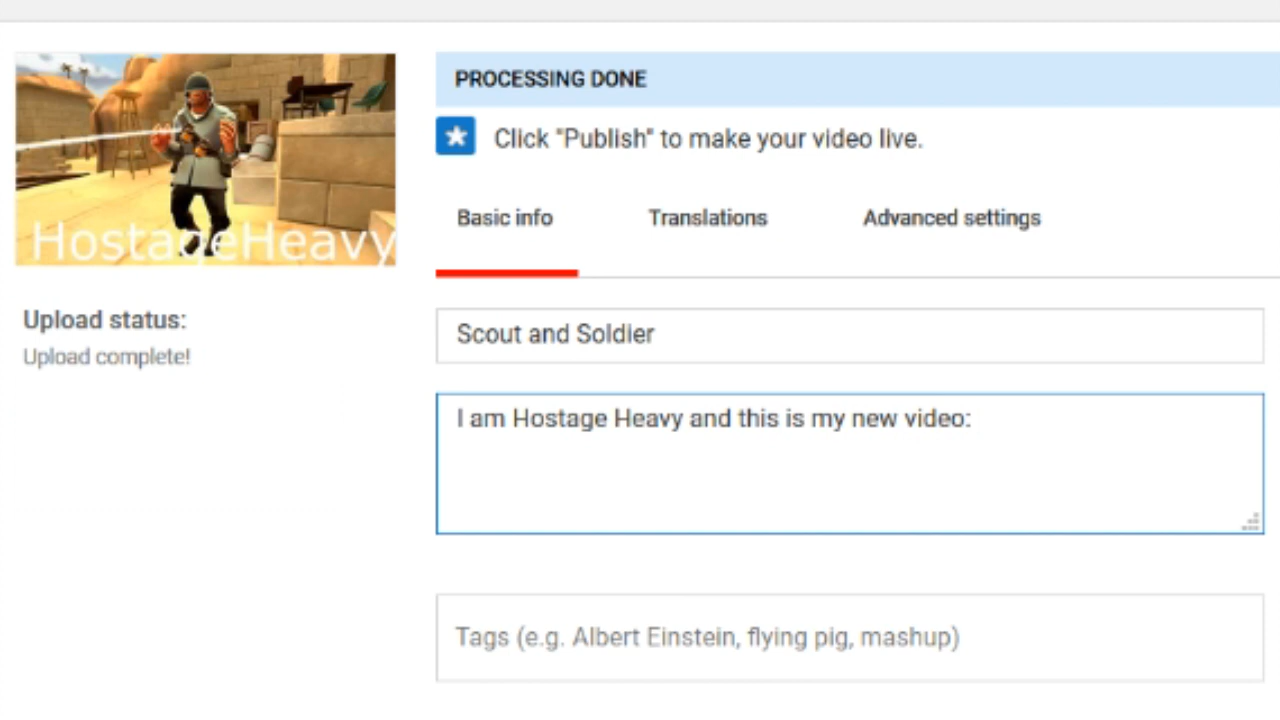 HostageHeavy
Upload status:
Upload complete!
PROCESSING DONE
Click "Publish" to make your video live.
Basic info
Translations
Advanced settings
Scout and Soldier
I am Hostage Heavy and this is my new video:
Tags (e.g. Albert Einstein, flying pig, mashup)